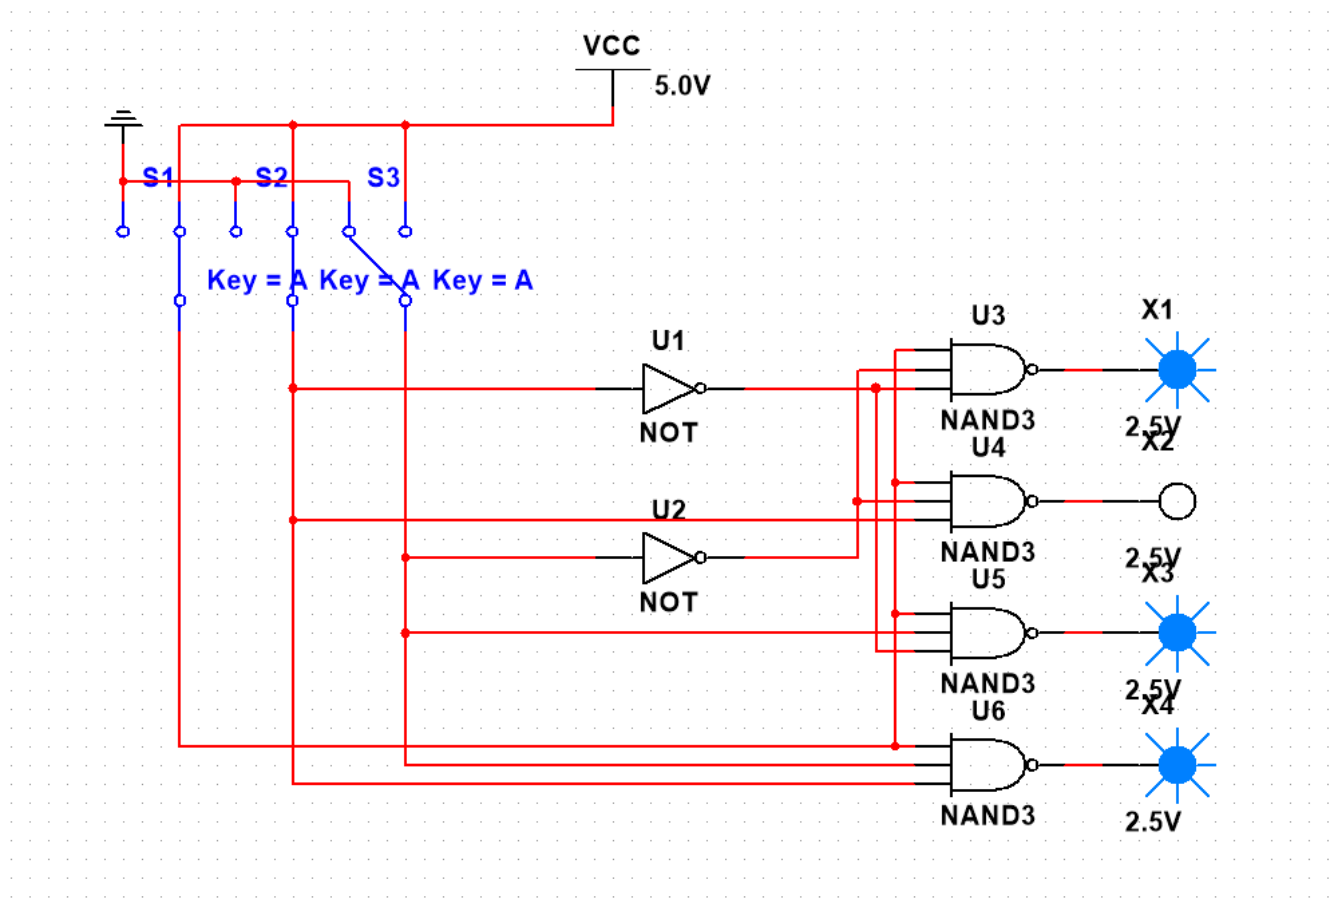 VCC
5.0V
S1
S2
S3
Key = A
Key = A
Key = A
U1
NOT
U2
NOT
U3
NAND3
X1
2.5V
U4
NAND3
X2
2.5V
U5
NAND3
X3
2.5V
U6
NAND3
X4
2.5V